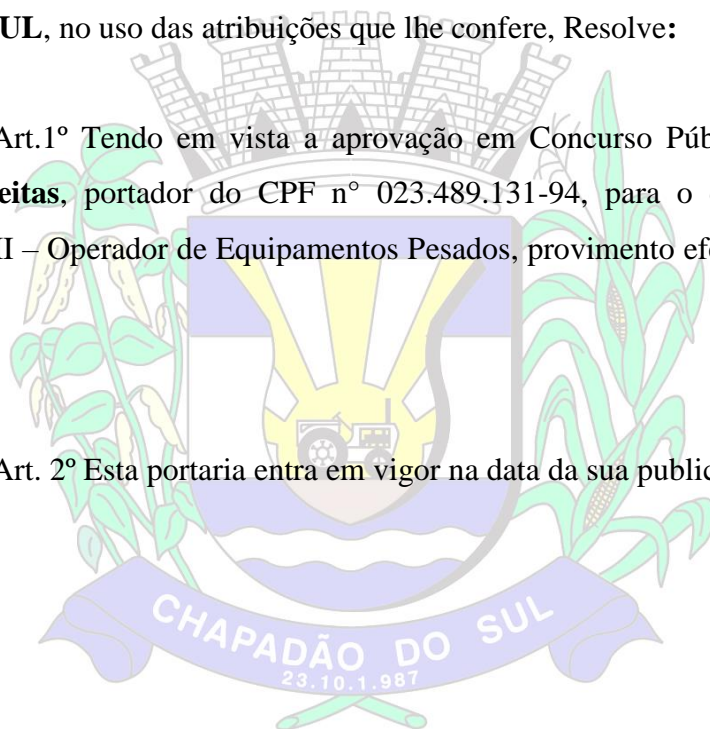 UL, no uso das atribuições que lhe confere, Resolve:
Art.1º Tendo em vista a aprovação em Concurso Púb
eitas, portador do CPF n° 023.489.131-94, para o
II – Operador de Equipamentos Pesados, provimento efe
Art. 2º Esta portaria entra em vigor na data da sua public
CHAPADÃO DO SUL
23.10.1.987